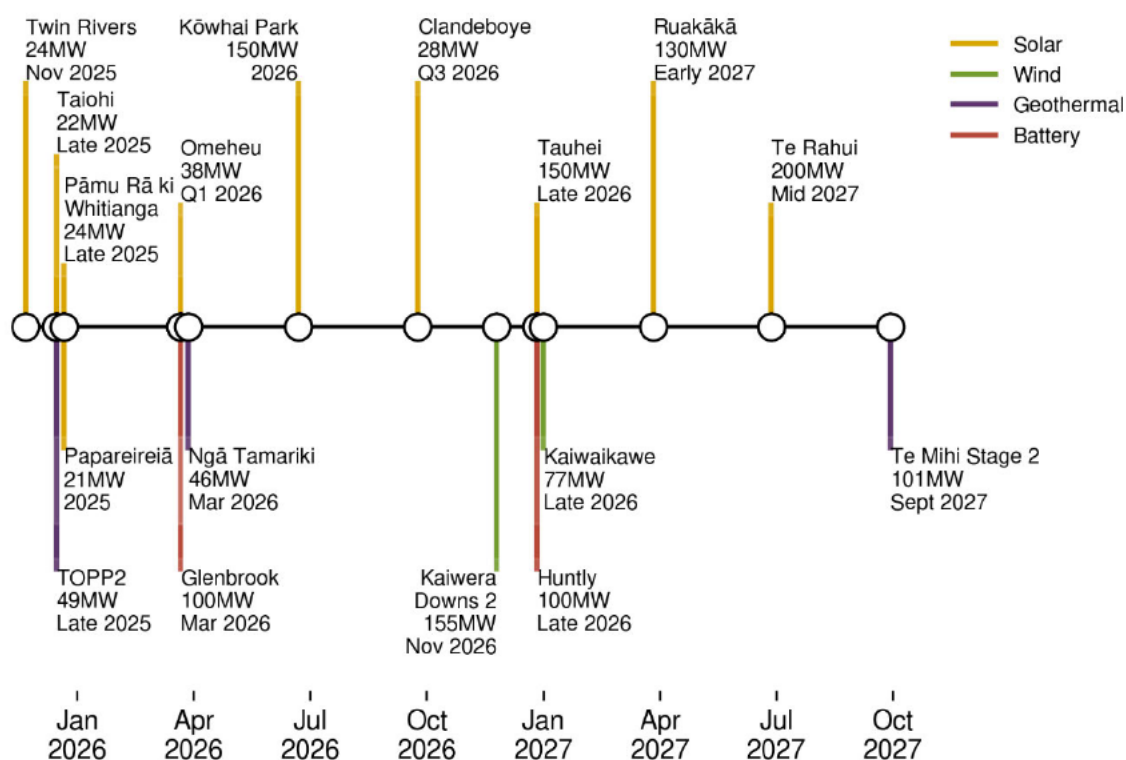 Twin Rivers
24MW
Nov 2025
Taiohi
22MW
Late 2025
Pāmu Rā ki
Whitianga
24MW
Late 2025
Kōwhai Park
150MW
2026
Omeheu
38MW
Q1 2026
Clandeboye
28MW
Q3 2026
Tauhei
150MW
Late 2026
Ruakākā
130MW
Early 2027
Te Rahui
200MW
Mid 2027
Solar
Wind
Geothermal
Battery
Papareireiā
21MW
2025
TOPP2
49MW
Late 2025
Ngā Tamariki
46MW
Mar 2026
Glenbrook
100MW
Mar 2026
Kaiwera
Downs 2
155MW
Nov 2026
Kaiwaikawe
77MW
Late 2026
Huntly
100MW
Late 2026
Te Mihi Stage 2
101MW
Sept 2027
Jan
2026
Apr
2026
Jul
2026
Oct
2026
Jan
2027
Apr
2027
Jul
2027
Oct
2027